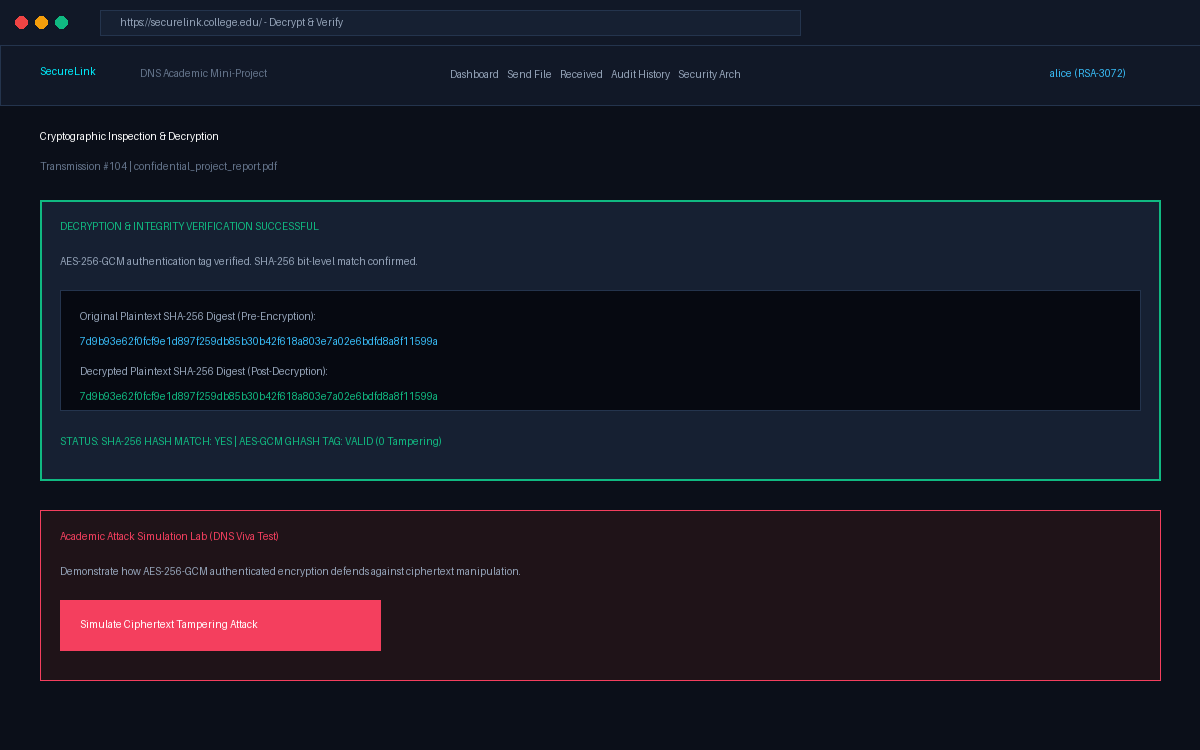 https://securelink.college.edu/ - Decrypt & Verify
SecureLink DNS Academic Mini-Project Dashboard Send File Received Audit History Security Arch alice (RSA-3072)
Cryptographic Inspection & Decryption
Transmission #104 | confidential_project_report.pdf
DECRYPTION & INTEGRITY VERIFICATION SUCCESSFUL
AES-256-GCM authentication tag verified. SHA-256 bit-level match confirmed.
Original Plaintext SHA-256 Digest (Pre-Encryption):
7d9b93e62f0fcf9e1d897f259db85b30b42f618a803e7a02e6bdfd8a8f11599a
Decrypted Plaintext SHA-256 Digest (Post-Decryption):
7d9b93e62f0fcf9e1d897f259db85b30b42f618a803e7a02e6bdfd8a8f11599a
STATUS: SHA-256 HASH MATCH: YES | AES-GCM GHASH TAG: VALID (0 Tampering)
Academic Attack Simulation Lab (DNS Viva Test)
Demonstrate how AES-256-GCM authenticated encryption defends against ciphertext manipulation.
Simulate Ciphertext Tampering Attack